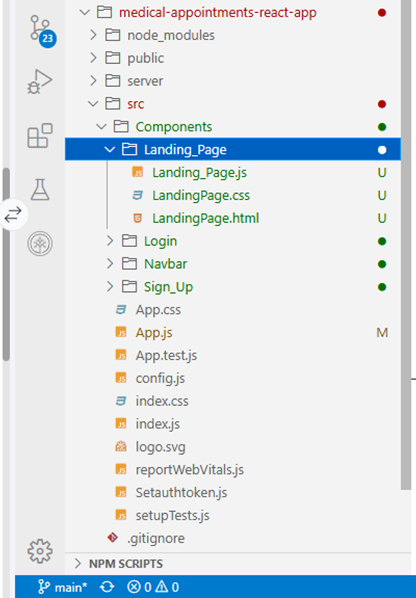 medical-appointments-react-app
23
node_modules
public
server
src
Components
Landing_Page
Landing_Page.js U
LandingPage.css U
LandingPage.html U
Login
Navbar
Sign_Up
App.css
App.js M
App.test.js
config.js
index.css
index.js
logo.svg
reportWebVitals.js
Setauthtoken.js
setupTests.js
.gitignore
NPM SCRIPTS
main* 0 0